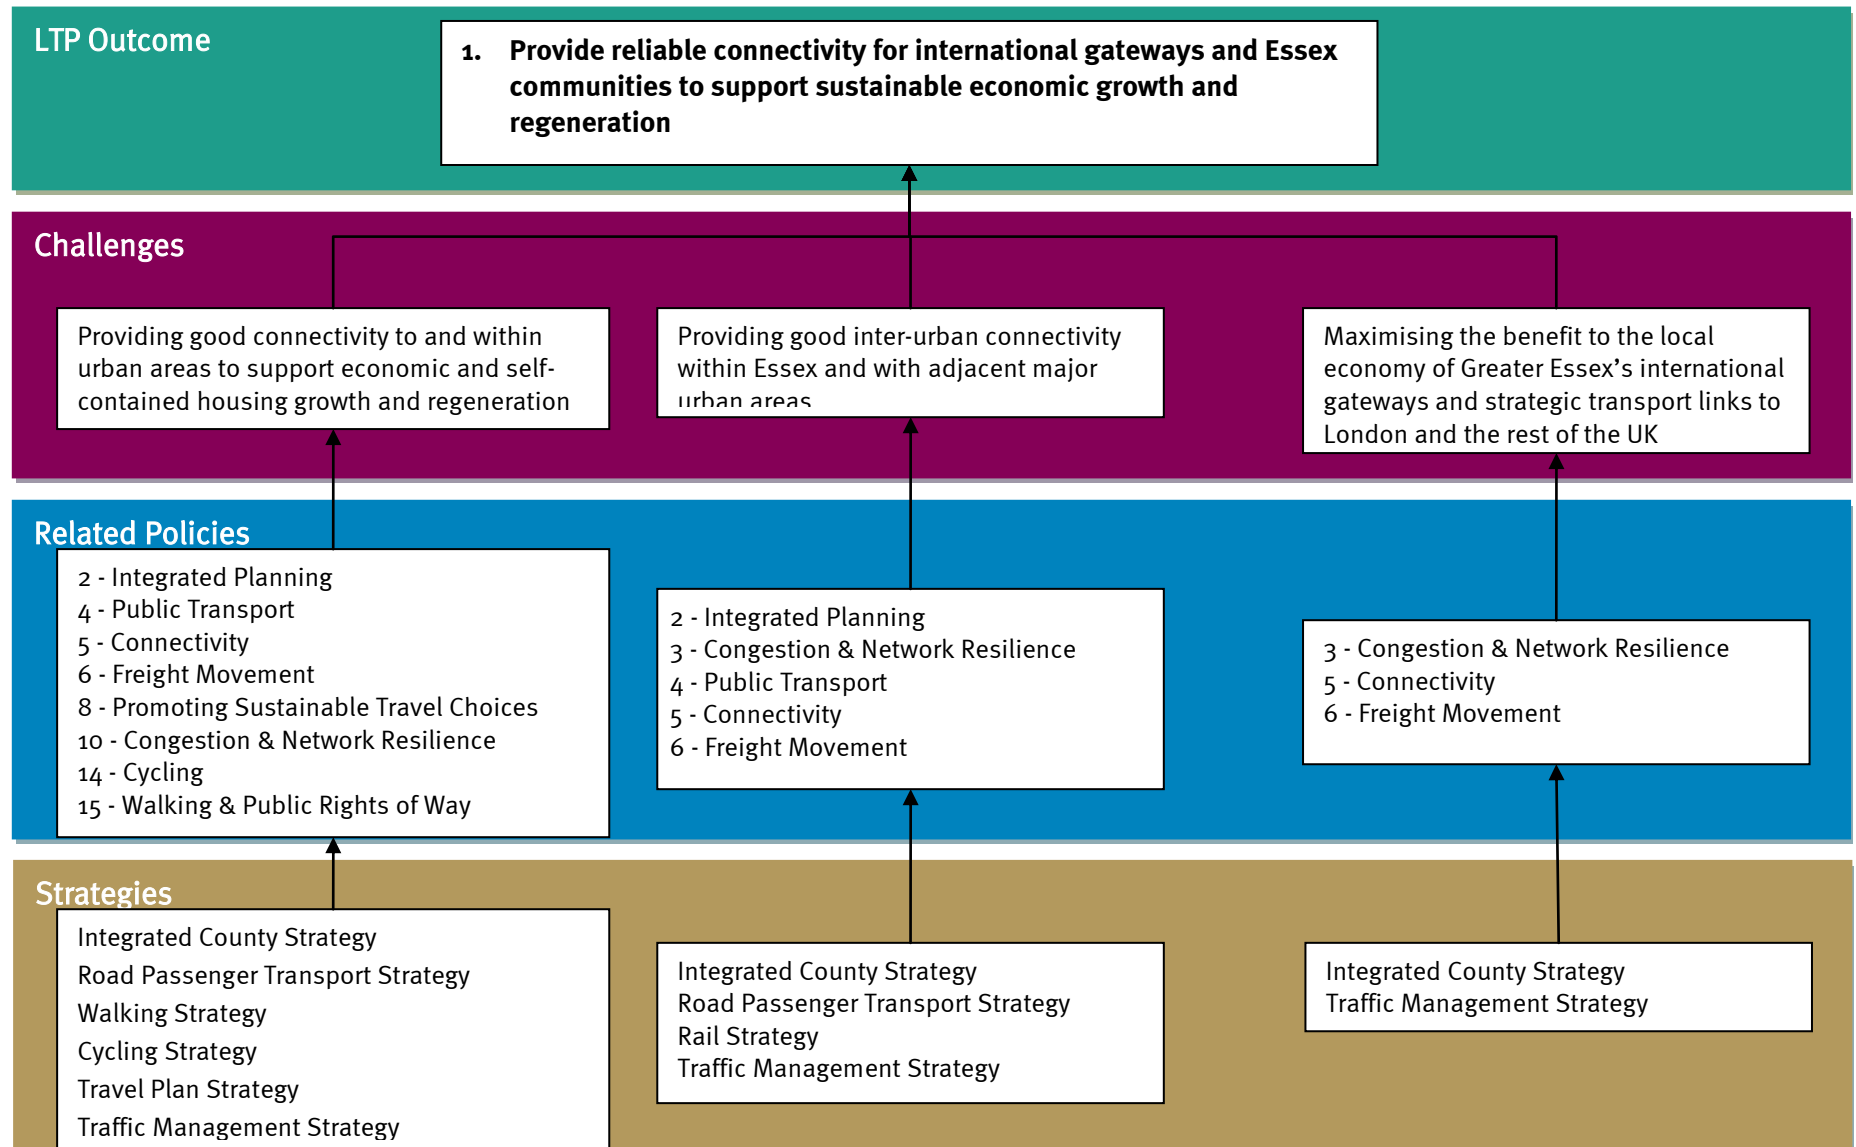 LTP Outcome
1. Provide reliable connectivity for international gateways and Essex
communities to support sustainable economic growth and
regeneration
Challenges
Providing good connectivity to and within
urban areas to support economic and self-
contained housing growth and regeneration
Providing good inter-urban connectivity
within Essex and with adjacent major
urban areas
Maximising the benefit to the local
economy of Greater Essex’s international
gateways and strategic transport links to
London and the rest of the UK
Related Policies
2 - Integrated Planning
4 - Public Transport
5 - Connectivity
6 - Freight Movement
8 - Promoting Sustainable Travel Choices
10 - Congestion & Network Resilience
14 - Cycling
15 - Walking & Public Rights of Way
2 - Integrated Planning
3 - Congestion & Network Resilience
4 - Public Transport
5 - Connectivity
6 - Freight Movement
3 - Congestion & Network Resilience
5 - Connectivity
6 - Freight Movement
Strategies
Integrated County Strategy
Road Passenger Transport Strategy
Walking Strategy
Cycling Strategy
Travel Plan Strategy
Traffic Management Strategy
Integrated County Strategy
Road Passenger Transport Strategy
Rail Strategy
Traffic Management Strategy
Integrated County Strategy
Traffic Management Strategy